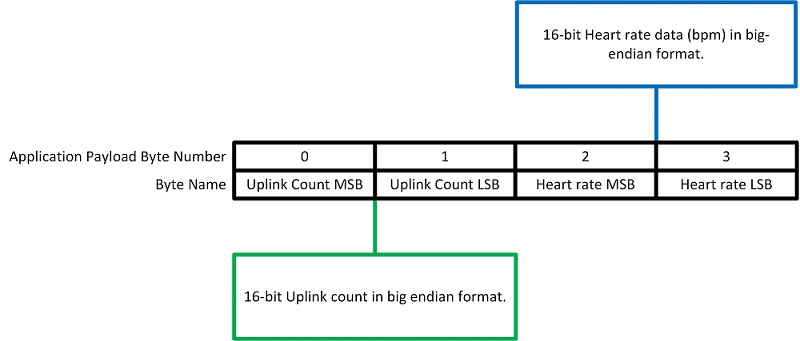 16-bit Heart rate data (bpm) in big-
endian format.
Application Payload Byte Number 0 1 2 3
Byte Name Uplink Count MSB Uplink Count LSB Heart rate MSB Heart rate LSB
16-bit Uplink count in big endian format.